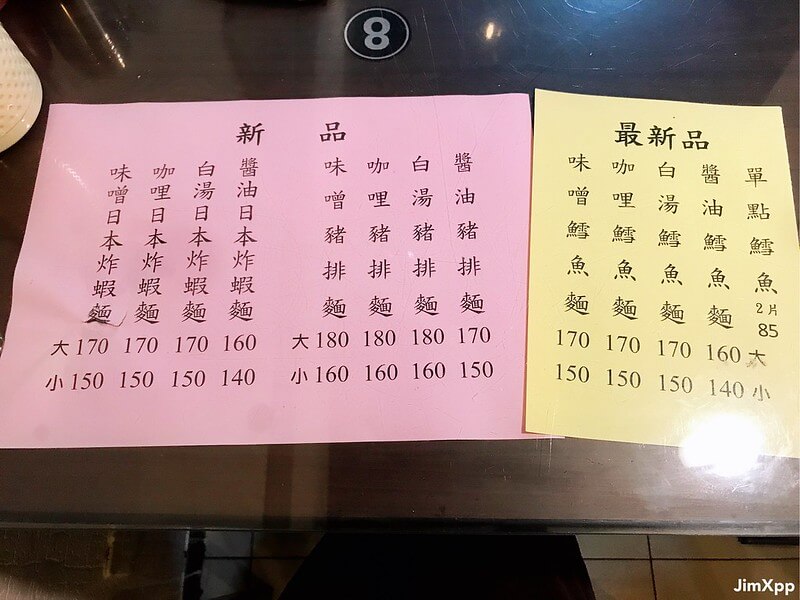 8
新品
味噌日本炸蝦麵
咖哩日本炸蝦麵
白湯日本炸蝦麵
醬油日本炸蝦麵
大 170 170 170 160
小 150 150 150 140
味噌豬排麵
咖哩豬排麵
白湯豬排麵
醬油豬排麵
大 180 180 180 170
小 160 160 160 150
最新品
味噌鱈魚麵
咖哩鱈魚麵
白湯鱈魚麵
醬油鱈魚麵
單點鱈魚2片85
170 170 170 160 大
150 150 150 140 小
JimXpp